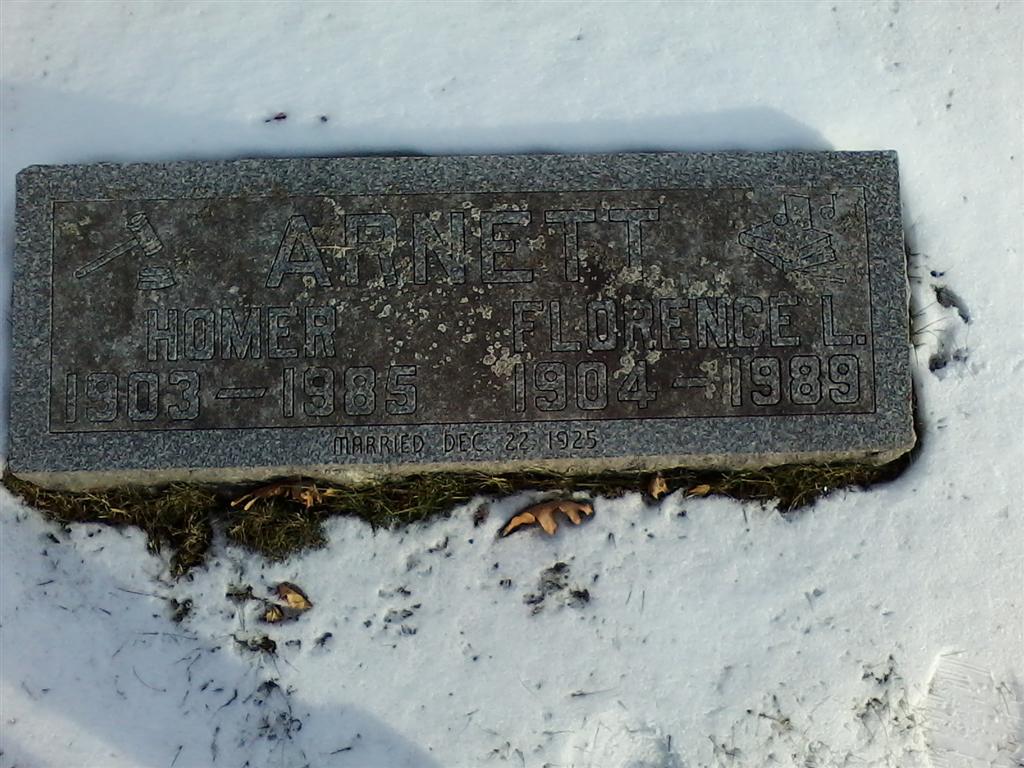 ARNETT
HOMER FLORENCE L.
1903 — 1985 1904 — 1989
MARRIED DEC. 22, 1925